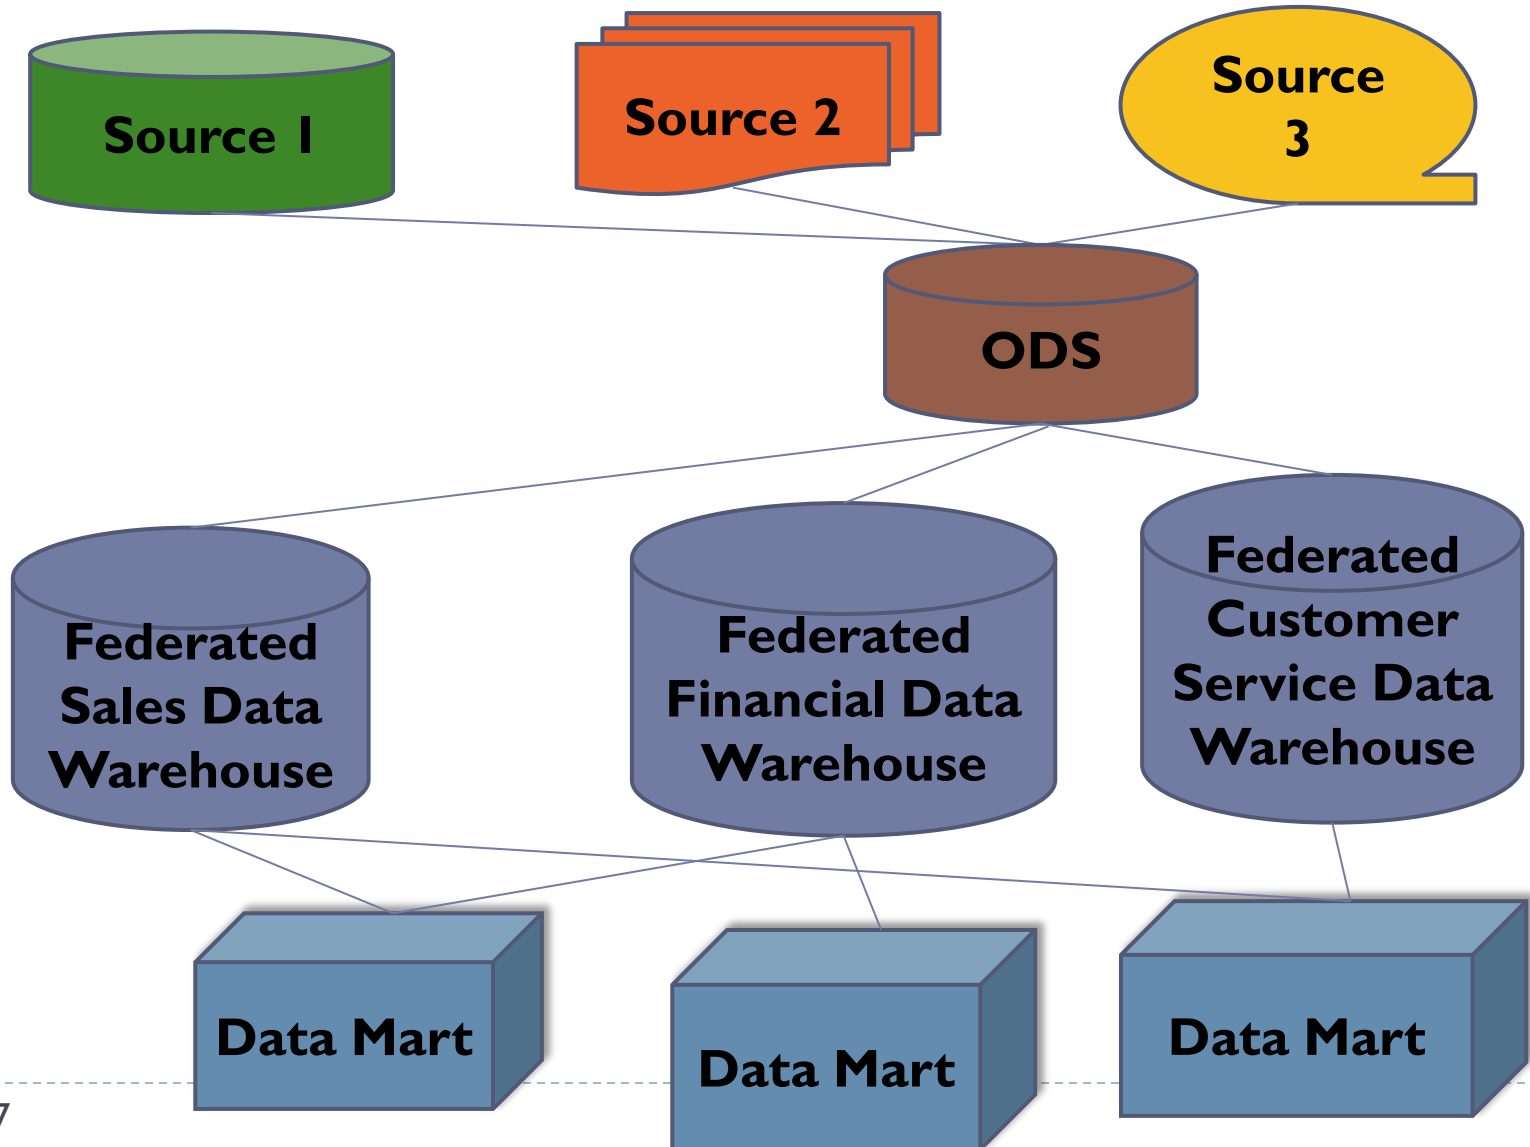 Source 1
Source 2
Source
3
ODS
Federated
Sales Data
Warehouse
Federated
Financial Data
Warehouse
Federated
Customer
Service Data
Warehouse
Data Mart
Data Mart
Data Mart
7